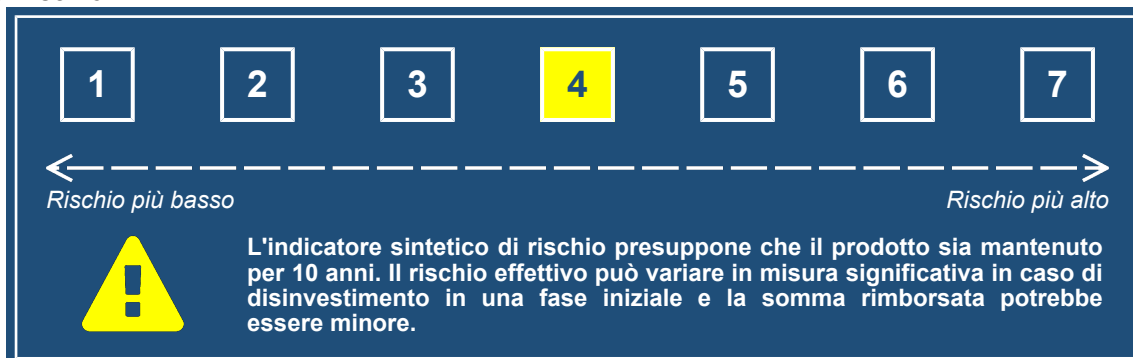 1 2 3 4 5 6 7
Rischio più basso Rischio più alto
L'indicatore sintetico di rischio presuppone che il prodotto sia mantenuto
per 10 anni. Il rischio effettivo può variare in misura significativa in caso di
disinvestimento in una fase iniziale e la somma rimborsata potrebbe
essere minore.